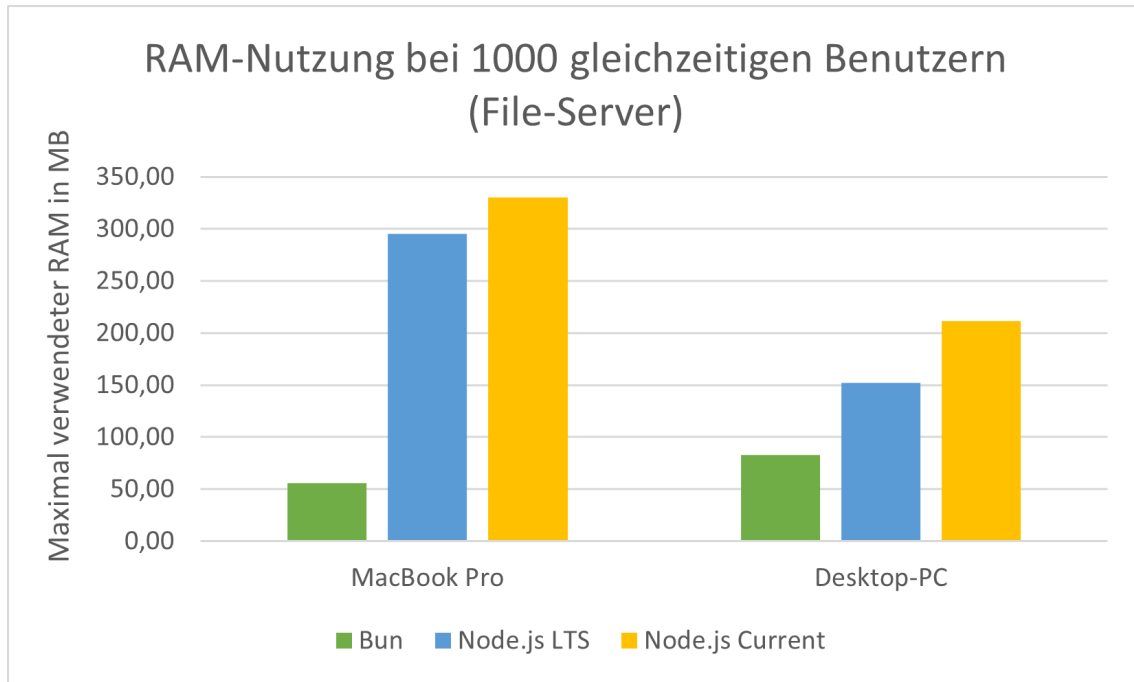 RAM-Nutzung bei 1000 gleichzeitigen Benutzern
(File-Server)
Maximal verwendeter RAM in MB
350,00
300,00
250,00
200,00
150,00
100,00
50,00
0,00
MacBook Pro
Desktop-PC
Bun
Node.js LTS
Node.js Current